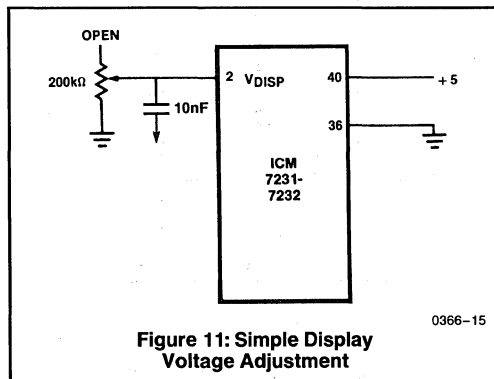 OPEN
200kΩ
10nF
2 VDISP 40
+5
36
ICM
7231-
7232
0366–15
Figure 11: Simple Display
Voltage Adjustment